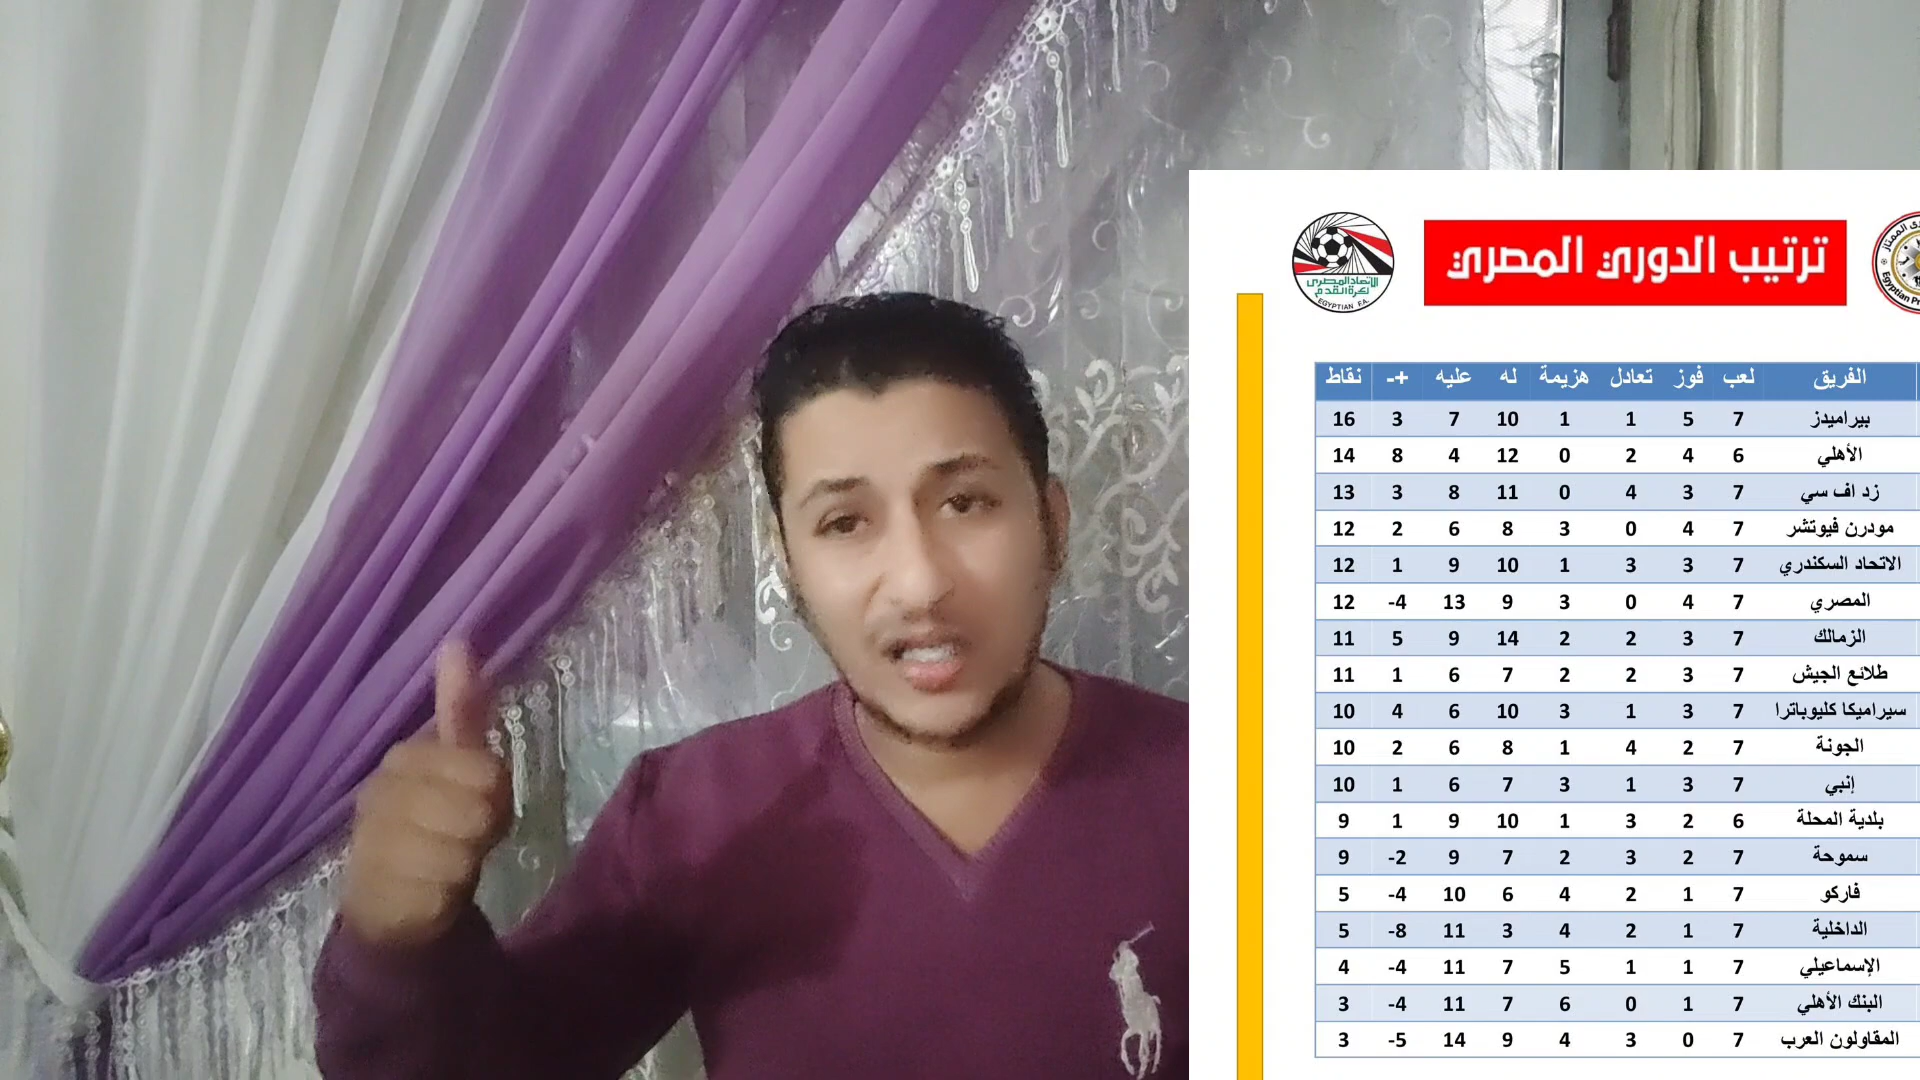 ترتيب الدوري المصري
الاتحاد المصري
لكرة القدم
EGYPTIAN F.A.
الفريق لعب فوز تعادل هزيمة له عليه +- نقاط
بيراميدز 7 5 1 1 10 7 3 16
الأهلي 6 4 2 0 12 4 8 14
زد اف سي 7 3 4 0 11 8 3 13
مودرن فيوتشر 7 4 0 3 8 6 2 12
الاتحاد السكندري 7 3 3 1 10 9 1 12
المصري 7 4 0 3 9 13 -4 12
الزمالك 7 3 2 2 14 9 5 11
طلائع الجيش 7 3 2 2 7 6 1 11
سيراميكا كليوباترا 7 3 1 3 10 6 4 10
الجونة 7 2 4 1 8 6 2 10
إنبي 7 3 1 3 7 6 1 10
بلدية المحلة 6 2 3 1 10 9 1 9
سموحة 7 2 3 2 7 9 -2 9
فاركو 7 1 2 4 6 10 -4 5
الداخلية 7 1 2 4 3 11 -8 5
الإسماعيلي 7 1 1 5 7 11 -4 4
البنك الأهلي 7 1 0 6 7 11 -4 3
المقاولون العرب 7 0 3 4 9 14 -5 3